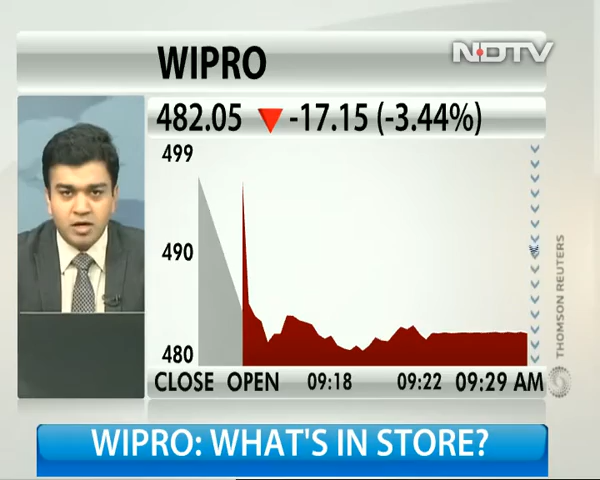 NDTV
WIPRO
482.05 ▼ -17.15 (-3.44%)
499
490
480
CLOSE OPEN 09:18 09:22 09:29 AM
THOMSON REUTERS
WIPRO: WHAT'S IN STORE?